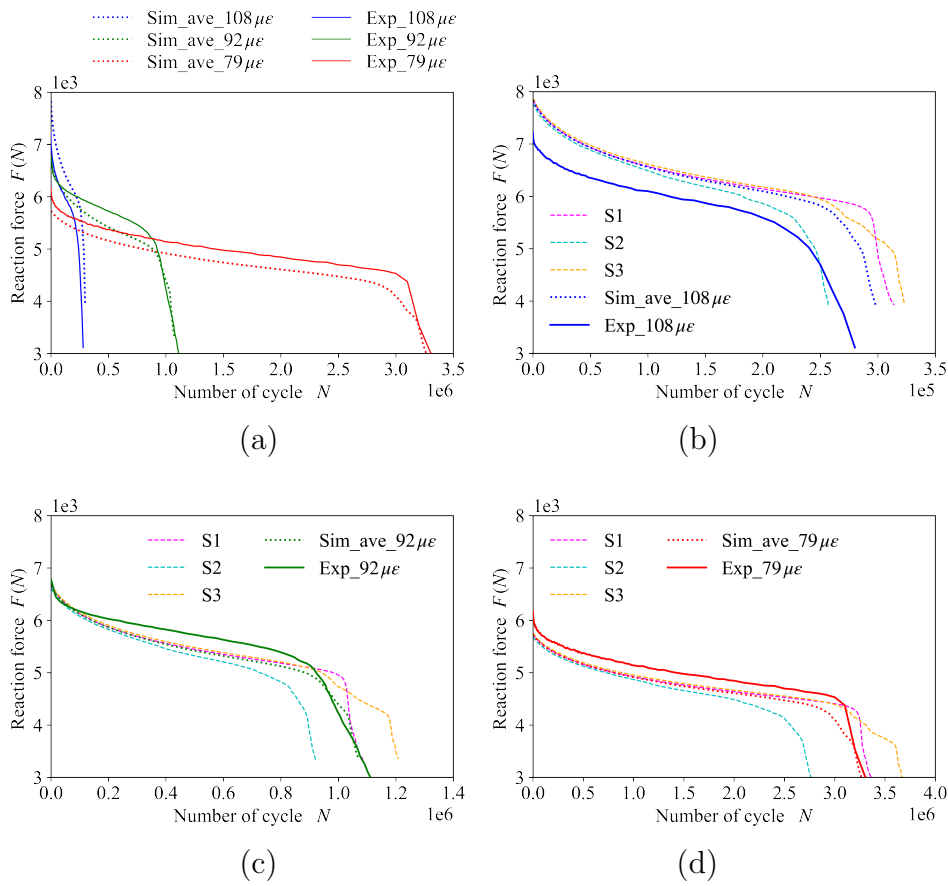 Sim_ave_108με Exp_108με
Sim_ave_92με Exp_92με
Sim_ave_79με Exp_79με
1e3
8
7
6
5
4
3
Reaction force F(N)
0.0 0.5 1.0 1.5 2.0 2.5 3.0 3.5
1e6
Number of cycle N
(a)
1e3
8
7
6
5
4
3
Reaction force F(N)
S1
S2
S3
Sim_ave_108με
Exp_108με
0.0 0.5 1.0 1.5 2.0 2.5 3.0 3.5
1e5
Number of cycle N
(b)
1e3
8
7
6
5
4
3
Reaction force F(N)
S1 Sim_ave_92με
S2 Exp_92με
S3
0.0 0.2 0.4 0.6 0.8 1.0 1.2 1.4
1e6
Number of cycle N
(c)
1e3
8
7
6
5
4
3
Reaction force F(N)
S1 Sim_ave_79με
S2 Exp_79με
S3
0.0 0.5 1.0 1.5 2.0 2.5 3.0 3.5 4.0
1e6
Number of cycle N
(d)